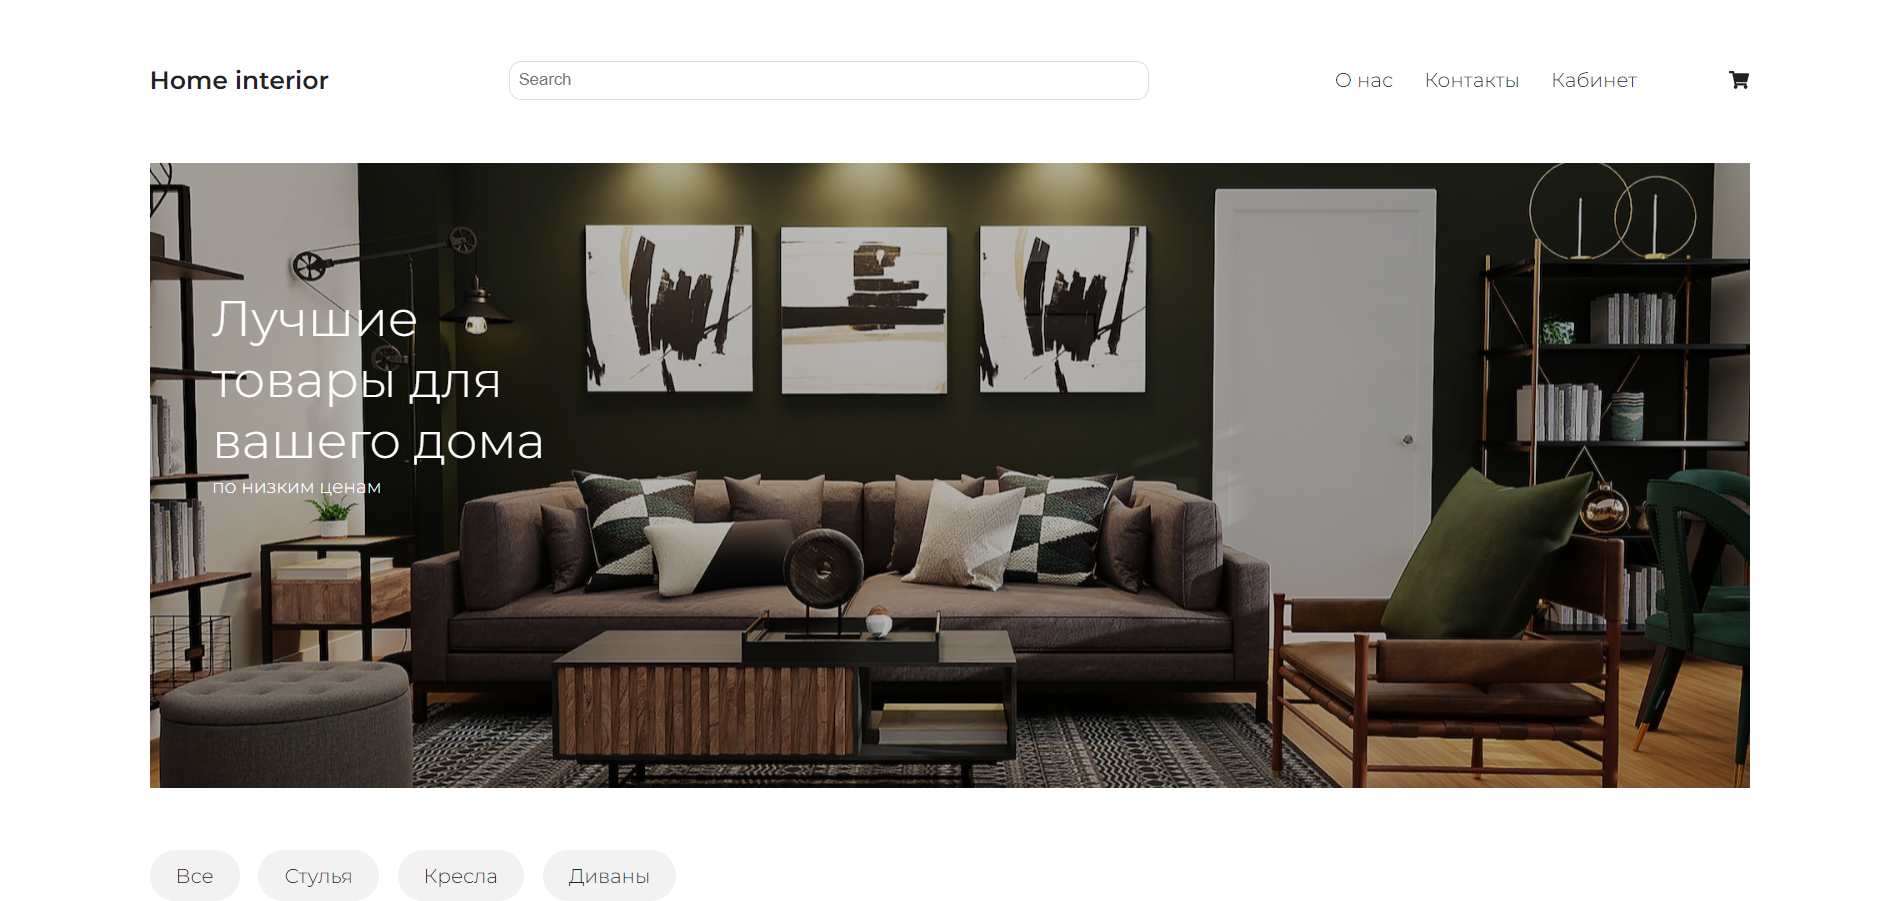 Home interior
Search
О нас
Контакты
Кабинет
Лучшие
товары для
вашего дома
по низким ценам
Все
Стулья
Кресла
Диваны